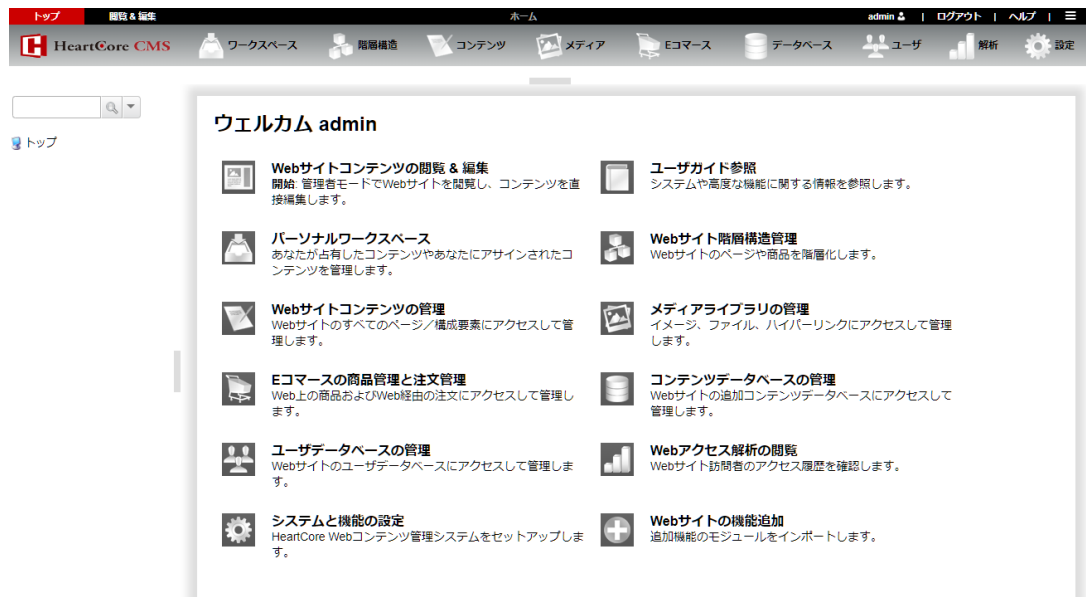 トップ 閲覧 & 編集 ホーム admin | ログアウト | ヘルプ |
HeartCore CMS ワークスペース 階層構造 コンテンツ メディア Eコマース データベース ユーザ 解析 設定
トップ
ウェルカム admin
Webサイトコンテンツの閲覧 & 編集
開始: 管理者モードでWebサイトを閲覧し、コンテンツを直
接編集します。
ユーザガイド参照
システムや高度な機能に関する情報を参照します。
パーソナルワークスペース
あなたが占有したコンテンツやあなたにアサインされたコ
ンテンツを管理します。
Webサイト階層構造管理
Webサイトのページや商品を階層化します。
Webサイトコンテンツの管理
Webサイトのすべてのページ／構成要素にアクセスして管
理します。
メディアライブラリの管理
イメージ、ファイル、ハイパーリンクにアクセスして管理
します。
Eコマースの商品管理と注文管理
Web上の商品およびWeb経由の注文にアクセスして管理し
ます。
コンテンツデータベースの管理
Webサイトの追加コンテンツデータベースにアクセスして
管理します。
ユーザデータベースの管理
Webサイトのユーザデータベースにアクセスして管理しま
す。
Webアクセス解析の閲覧
Webサイト訪問者のアクセス履歴を確認します。
システムと機能の設定
HeartCore Webコンテンツ管理システムをセットアップしま
す。
Webサイトの機能追加
追加機能のモジュールをインポートします。